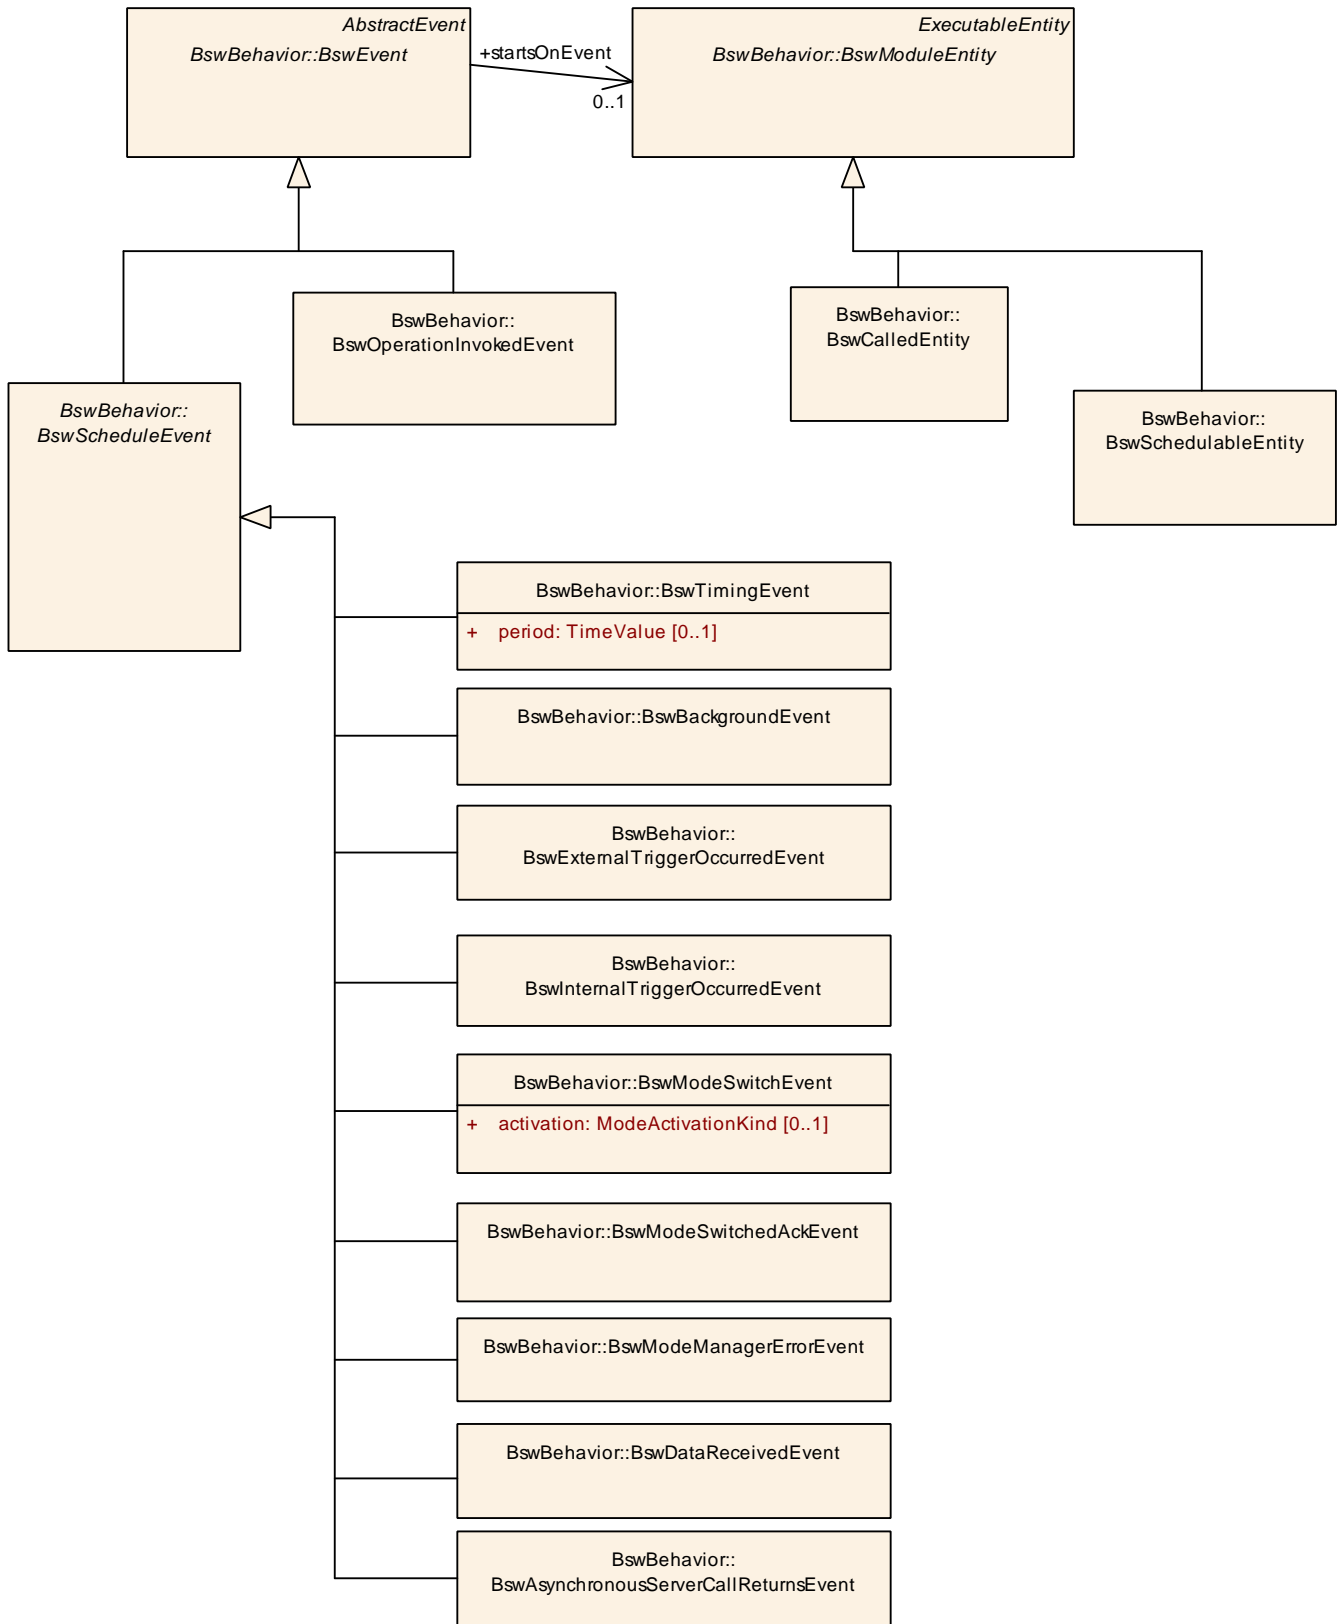 AbstractEvent
BswBehavior::BswEvent
+startsOnEvent
0..1
ExecutableEntity
BswBehavior::BswModuleEntity
BswBehavior::
BswOperationInvokedEvent
BswBehavior::
BswCalledEntity
BswBehavior::
BswScheduleEvent
BswBehavior::
BswSchedulableEntity
BswBehavior::BswTimingEvent
+ period: TimeValue [0..1]
BswBehavior::BswBackgroundEvent
BswBehavior::
BswExternalTriggerOccurredEvent
BswBehavior::
BswInternalTriggerOccurredEvent
BswBehavior::BswModeSwitchEvent
+ activation: ModeActivationKind [0..1]
BswBehavior::BswModeSwitchedAckEvent
BswBehavior::BswModeManagerErrorEvent
BswBehavior::BswDataReceivedEvent
BswBehavior::
BswAsynchronousServerCallReturnsEvent